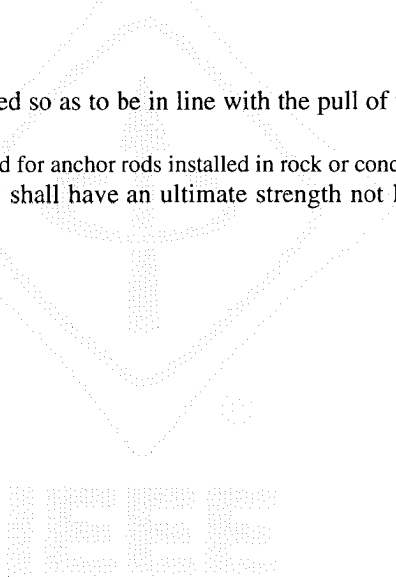 ed so as to be in line with the pull of
d for anchor rods installed in rock or conc
shall have an ultimate strength not l
®
IEEE